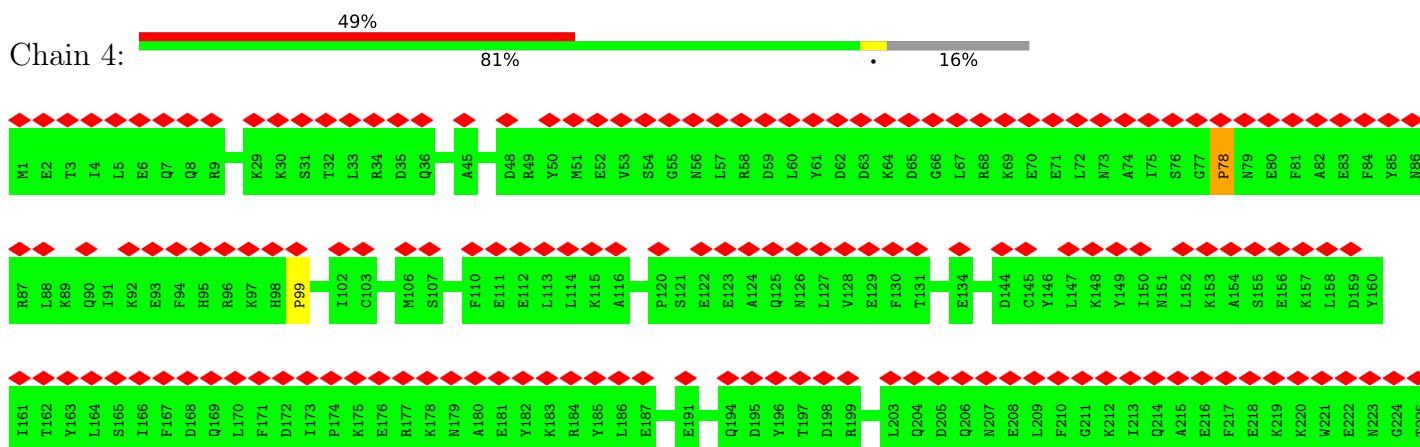 49%
Chain 4:
81% • 16%
M1 E2 T3 I4 L5 E6 Q7 Q8 R9 K29 K30 S31 T32 L33 R34 D35 Q36 A45 D48 R49 Y50 M51 E52 V53 S54 G55 N56 L57 R58 D59 L60 Y61 D62 D63 K64 D65 G66 L67 R68 K69 E70 E71 L72 N73 A74 I75 S76 G77 P78 N79 E80 F81 A82 E83 F84 Y85 N86
R87 L88 K89 Q90 I91 K92 E93 F94 H95 R96 K97 H98 P99 I102 C103 M106 S107 F110 E111 E112 L113 L114 K115 A116 P120 S121 E122 E123 A124 Q125 N126 L127 V128 E129 F130 T131 E134 D144 C145 Y146 L147 K148 Y149 I150 N151 L152 K153 A154 S155 E156 K157 L158 D159 Y160
I161 T162 Y163 L164 S165 I166 F167 D168 Q169 L170 F171 D172 I173 P174 K175 E176 R177 K178 N179 A180 E181 Y182 K183 R184 Y185 L186 E187 E191 Q194 D195 Y196 T197 D198 R199 L203 Q204 D205 Q206 N207 E208 L209 F210 G211 K212 I213 Q214 A215 E216 F217 E218 K219 K220 W221 E222 N223 G224